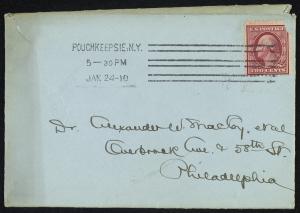 POUGHKEEPSIE, N.Y.
5 – 30 PM
JAN 24 – 10
U.S. POSTAGE
TWO CENTS
Dr. Alexander W. et al
Overbrook Ave. & 58th St.
Philadelphia